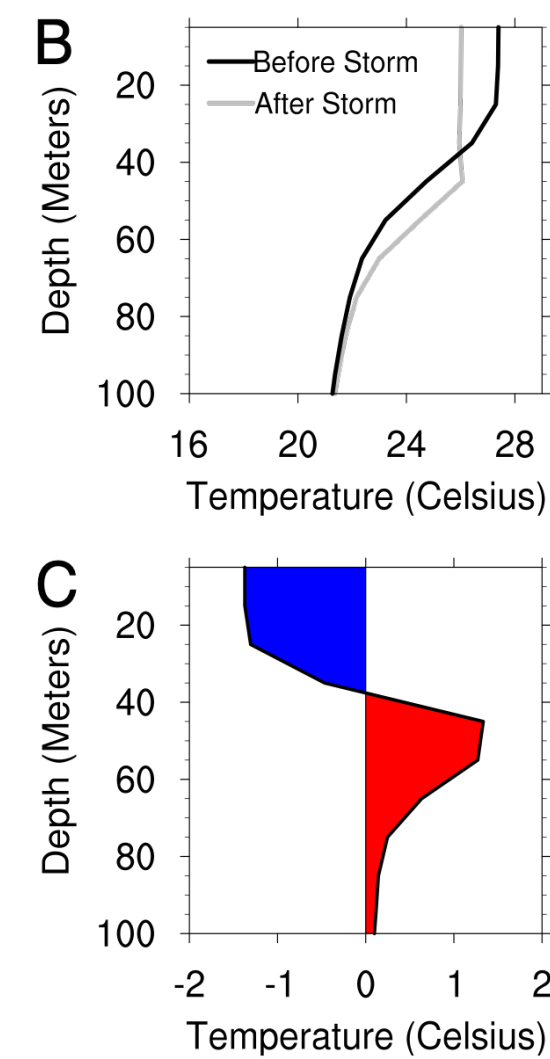 B
Before Storm
After Storm
Depth (Meters)
20
40
60
80
100
16 20 24 28
Temperature (Celsius)
C
Depth (Meters)
20
40
60
80
100
-2 -1 0 1 2
Temperature (Celsius)